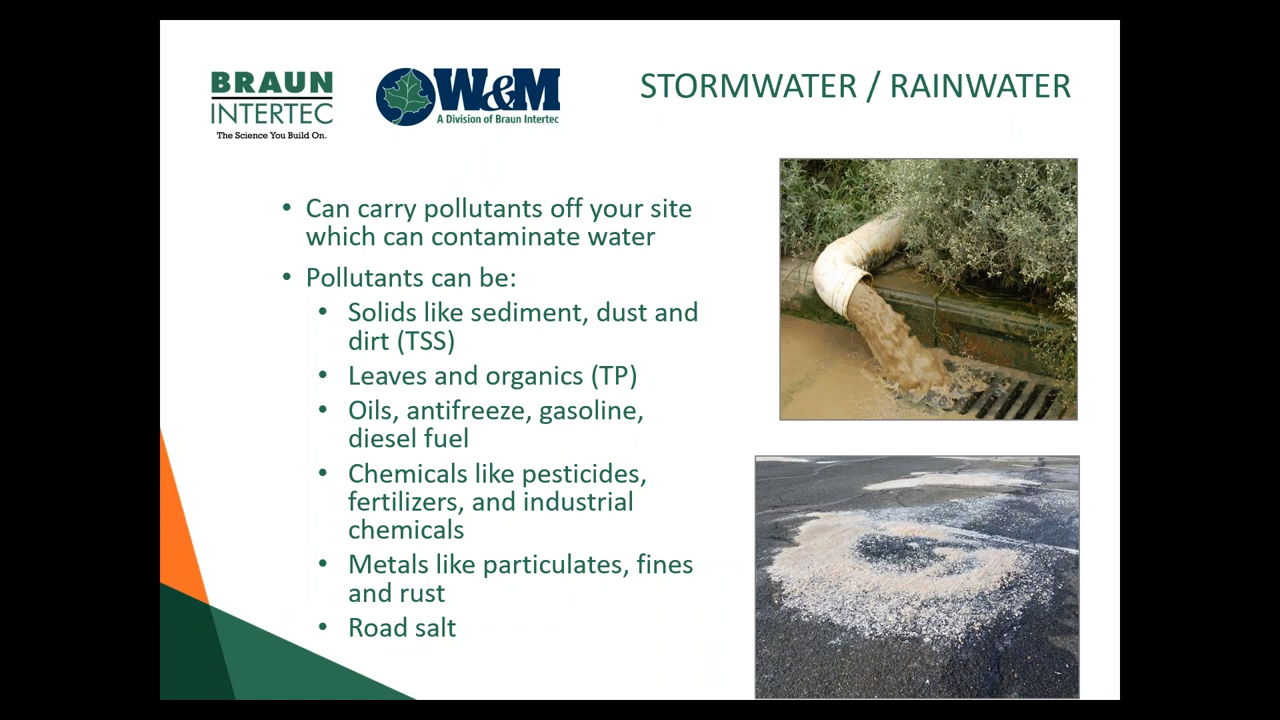 BRAUN
INTERTEC
The Science You Build On.
W&M
A Division of Braun Intertec
STORMWATER / RAINWATER
• Can carry pollutants off your site
which can contaminate water
• Pollutants can be:
• Solids like sediment, dust and
dirt (TSS)
• Leaves and organics (TP)
• Oils, antifreeze, gasoline,
diesel fuel
• Chemicals like pesticides,
fertilizers, and industrial
chemicals
• Metals like particulates, fines
and rust
• Road salt